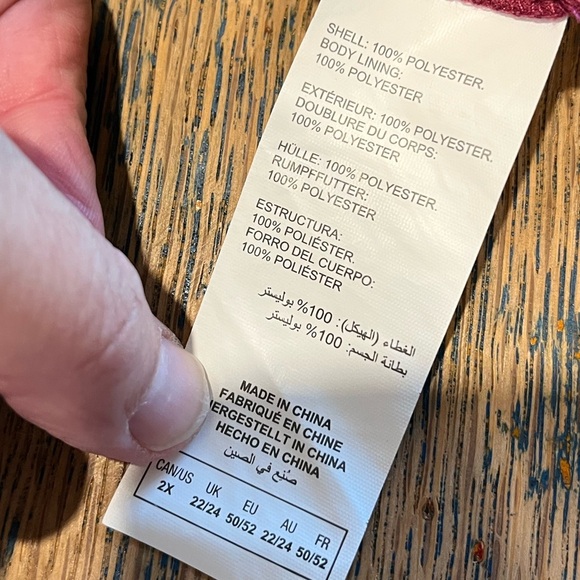 SHELL: 100% POLYESTER.
BODY LINING:
100% POLYESTER
EXTÉRIEUR: 100% POLYESTER.
DOUBLURE DU CORPS:
100% POLYESTER
HÜLLE: 100% POLYESTER.
RUMPFFUTTER:
100% POLYESTER
ESTRUCTURA:
100% POLIÉSTER.
FORRO DEL CUERPO:
100% POLIÉSTER
الغطاء (الهيكل): 100% بوليستر
بطانة الجسم: 100% بوليستر
MADE IN CHINA
FABRIQUÉ EN CHINE
ERGESTELLT IN CHINA
HECHO EN CHINA
صُنع في الصين
CAN/US UK EU AU FR
2X 22/24 50/52 22/24 50/52